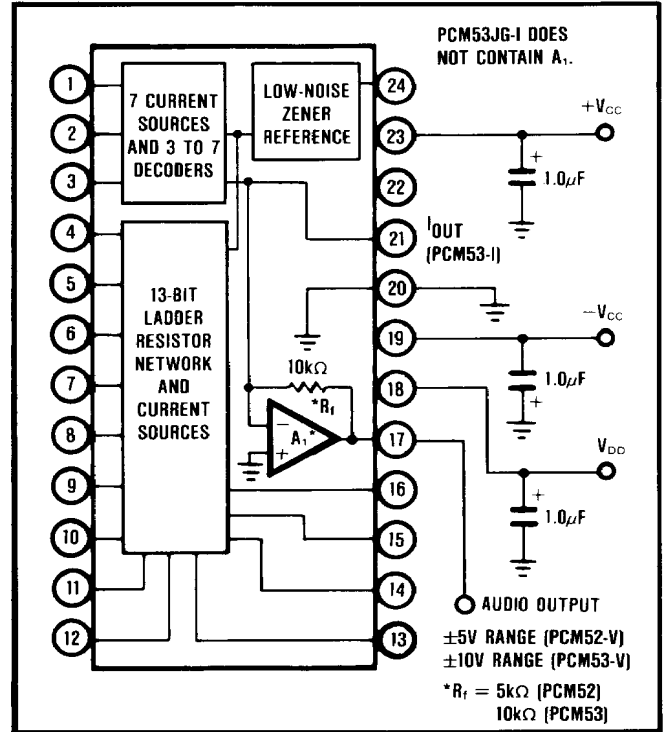 PCM53JG-I DOES
NOT CONTAIN A₁.
1
2
3
4
5
6
7
8
9
10
11
12
7 CURRENT
SOURCES
AND 3 TO 7
DECODERS
LOW-NOISE
ZENER
REFERENCE
13-BIT
LADDER
RESISTOR
NETWORK
AND
CURRENT
SOURCES
10kΩ
*Rf
−
A₁*
+
24
23
22
21
20
19
18
17
16
15
14
13
+VCC
+
1.0μF
IOUT
(PCM53-I)
−VCC
1.0μF
+
VDD
+
1.0μF
AUDIO OUTPUT
±5V RANGE (PCM52-V)
±10V RANGE (PCM53-V)
*Rf = 5kΩ (PCM52)
10kΩ (PCM53)